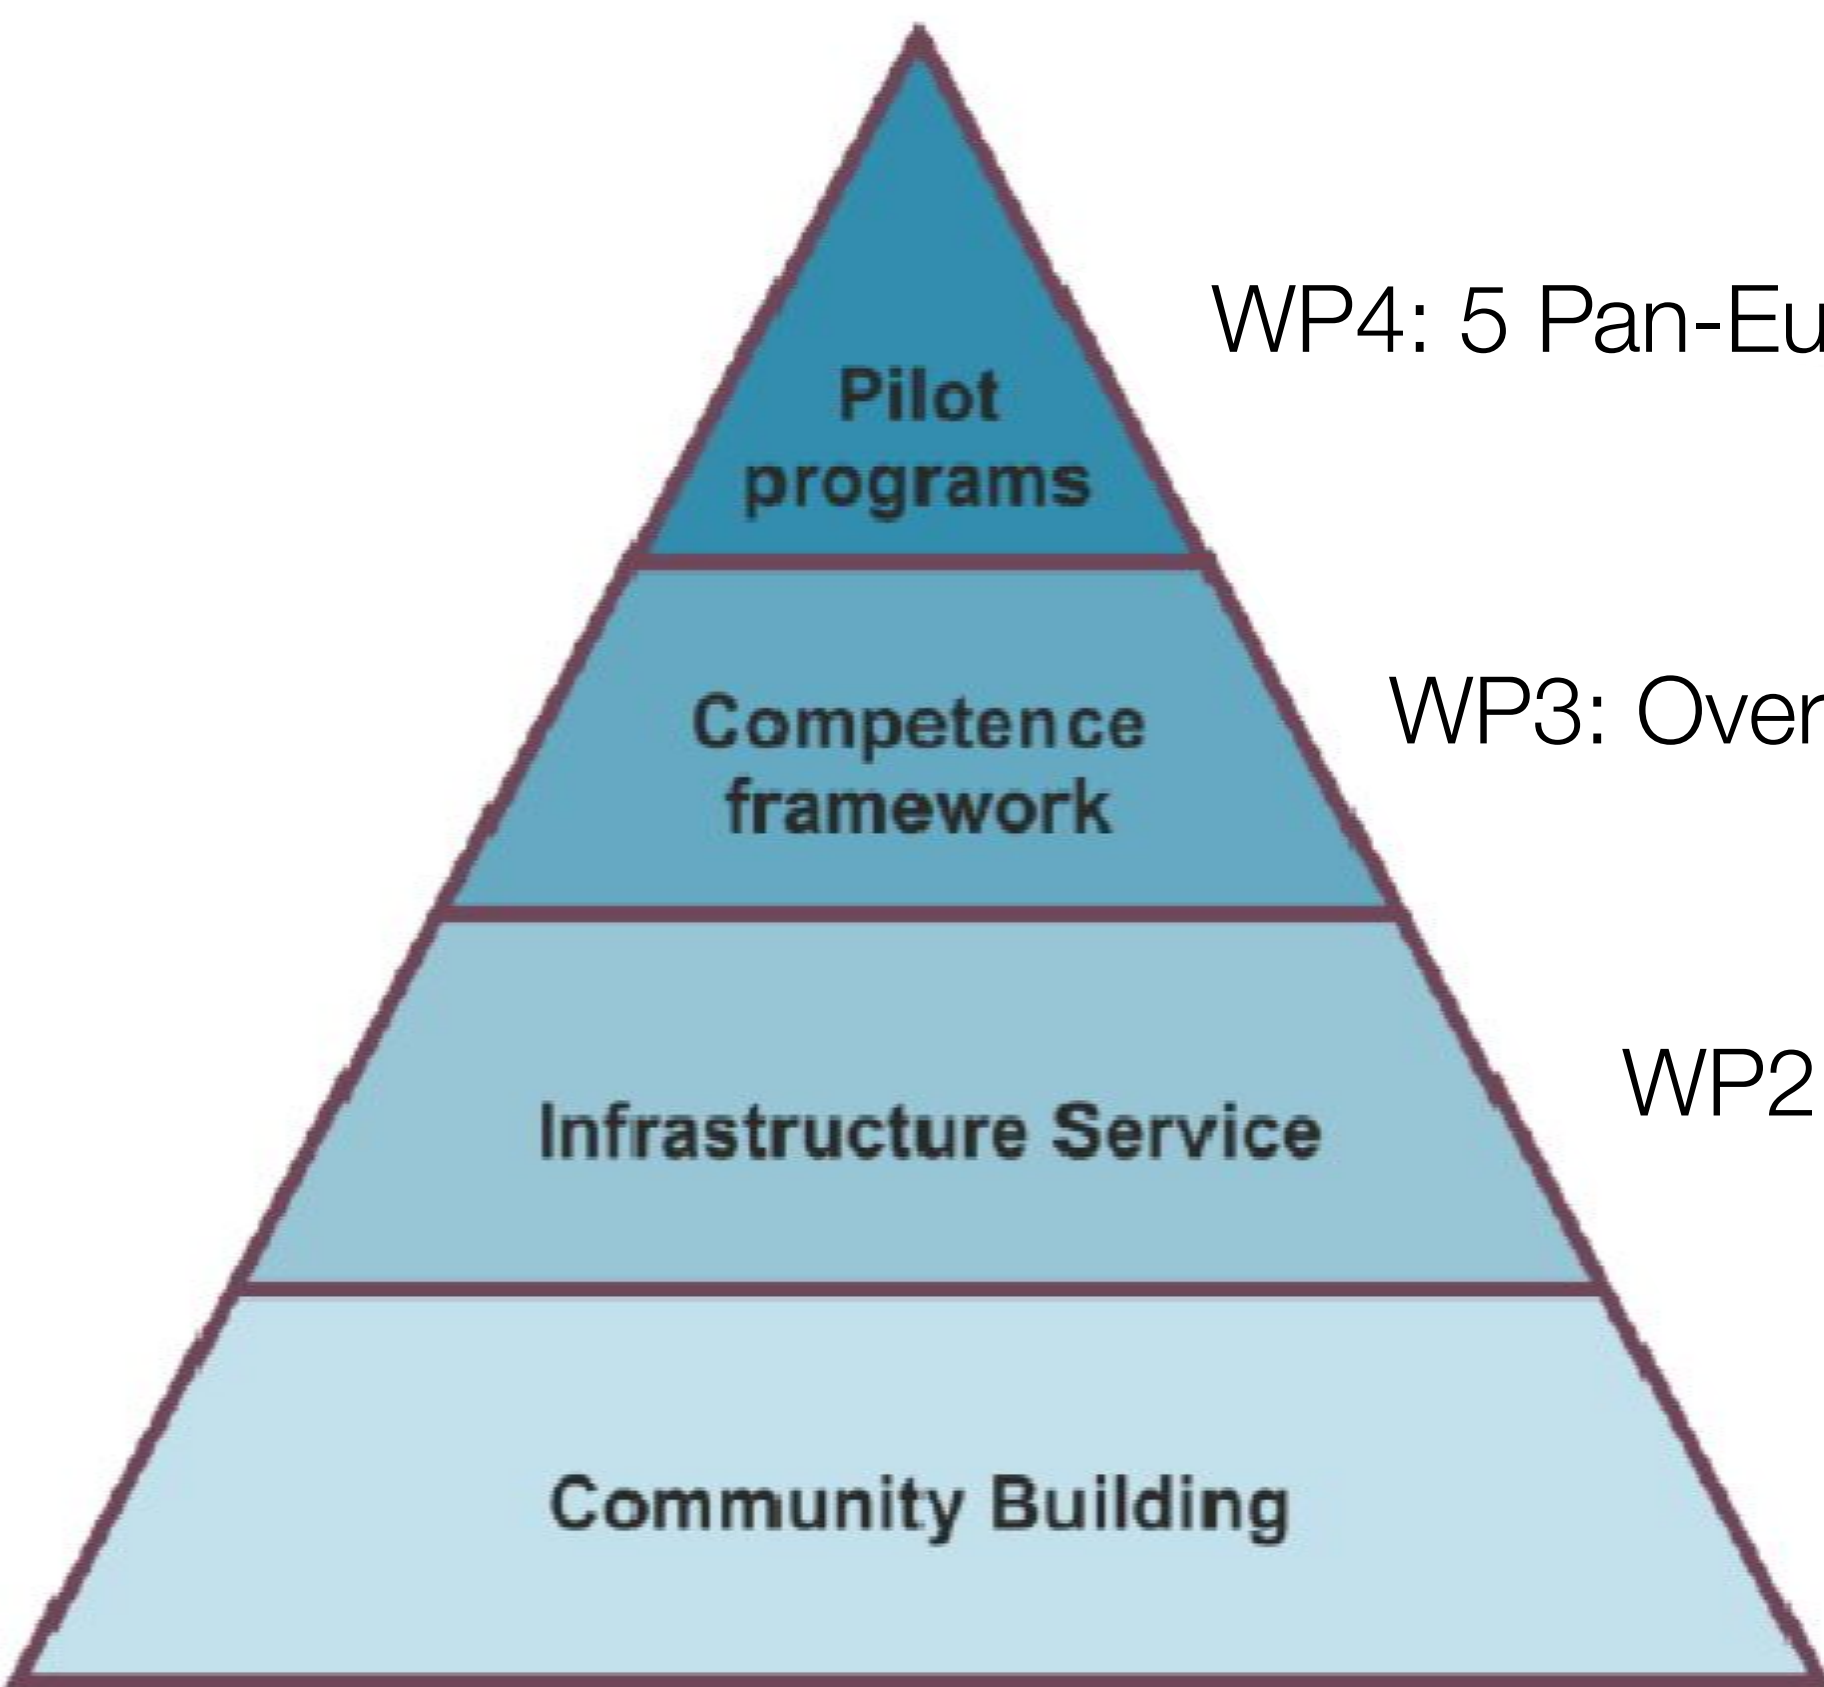 WP4: 5 Pan-Eu
Pilot
programs
WP3: Over
Competence
framework
WP2
Infrastructure Service
Community Building